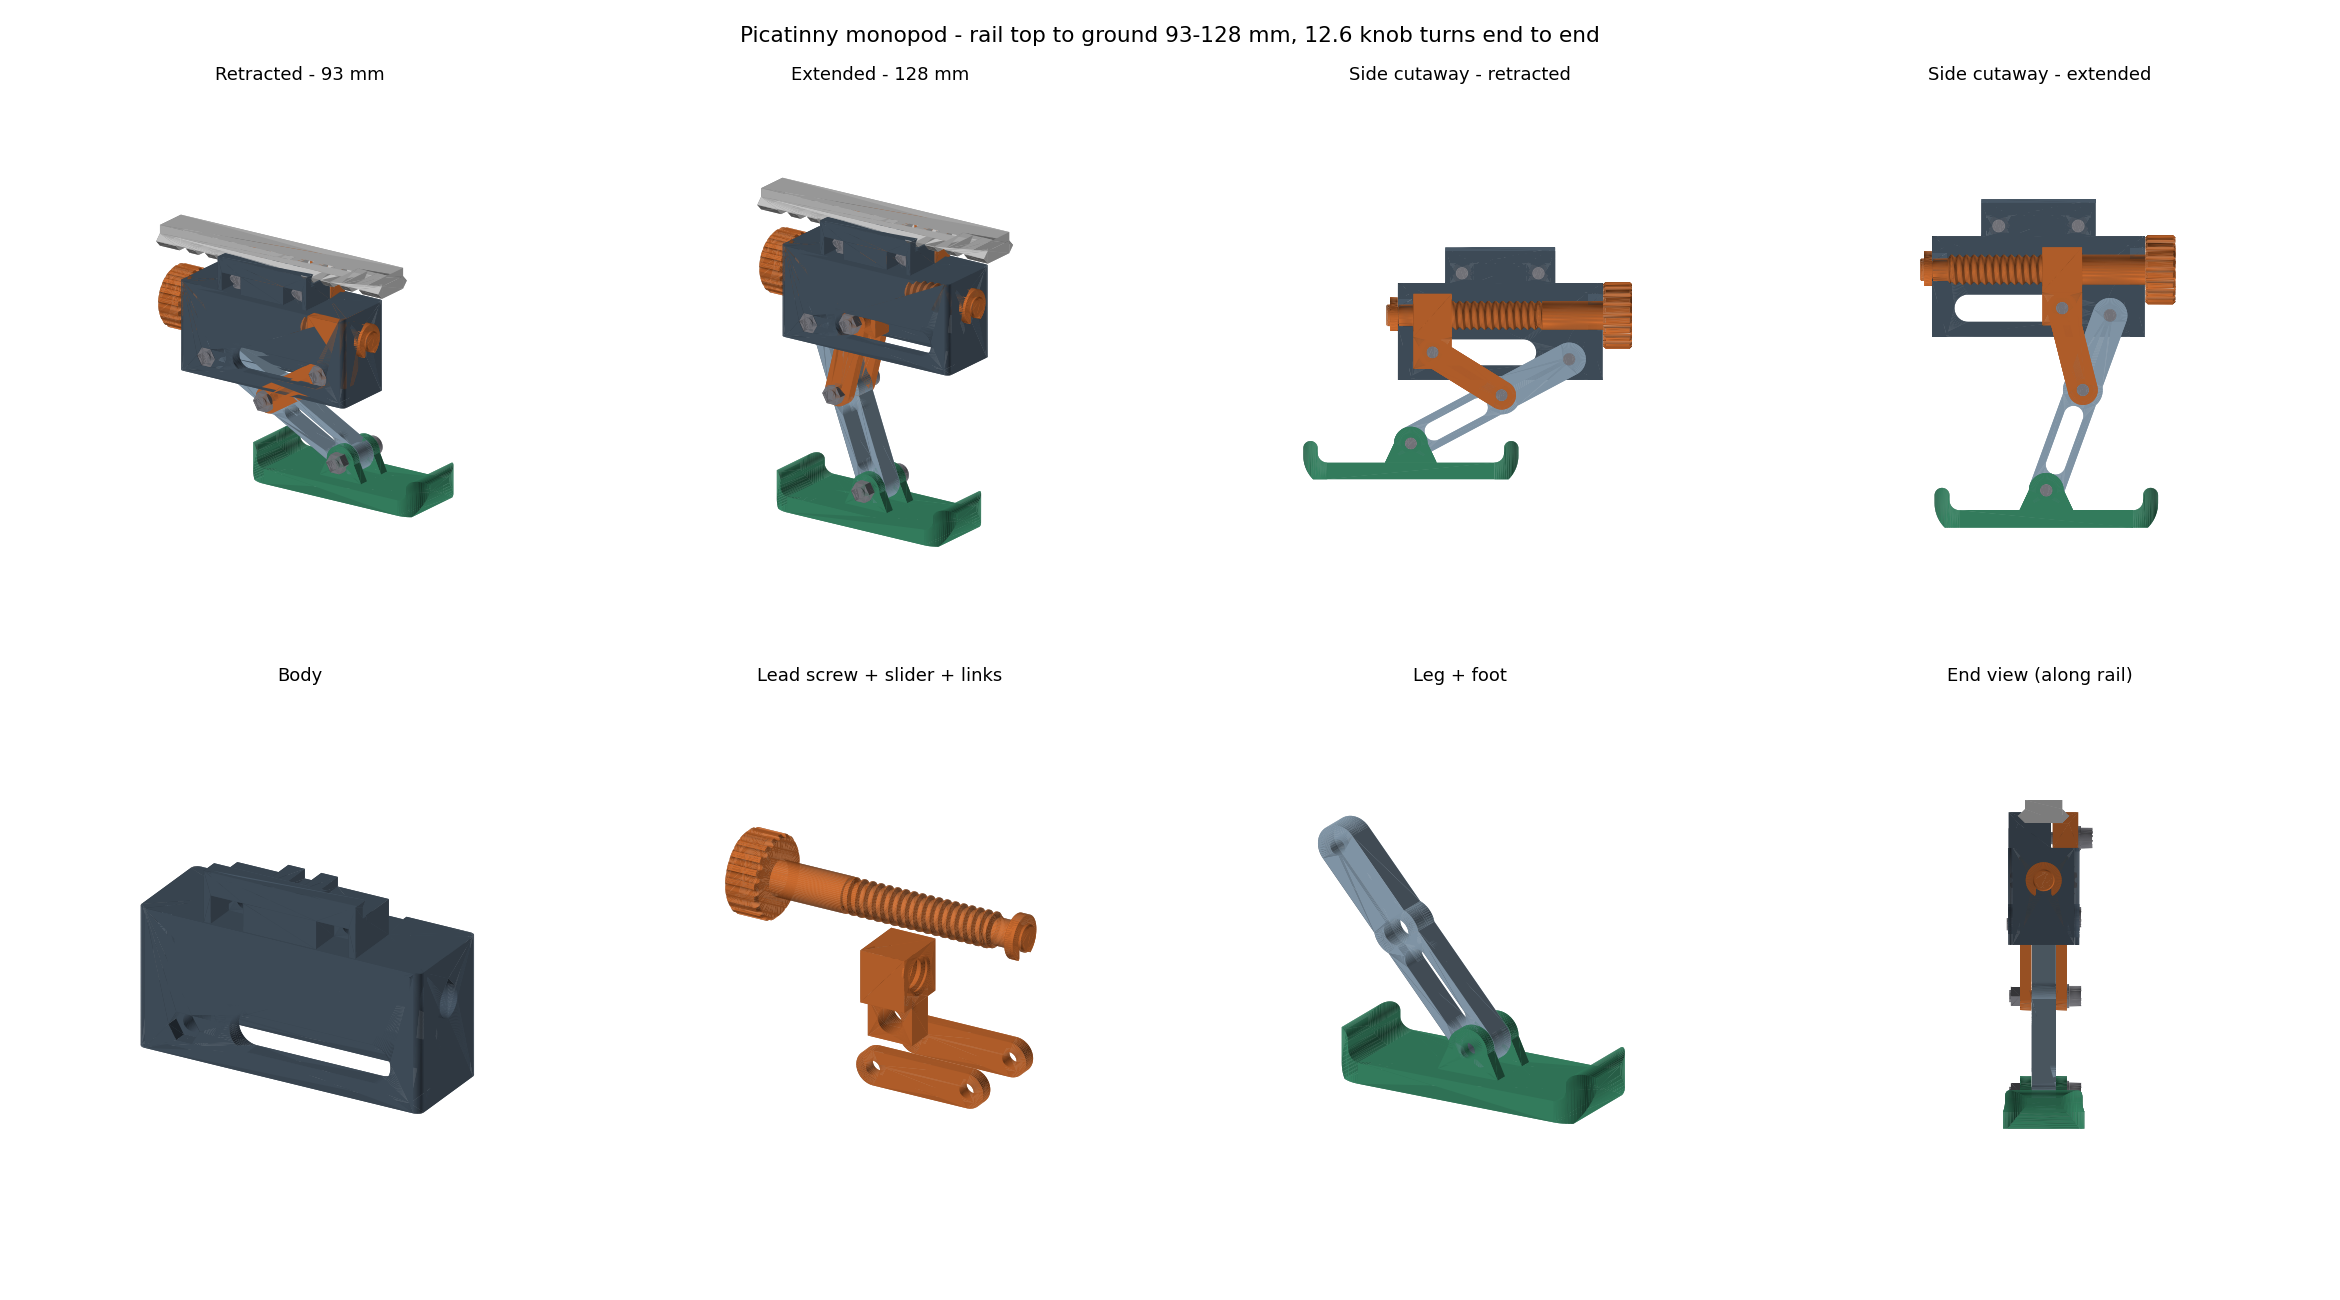 Picatinny monopod - rail top to ground 93-128 mm, 12.6 knob turns end to end
Retracted - 93 mm
Extended - 128 mm
Side cutaway - retracted
Side cutaway - extended
Body
Lead screw + slider + links
Leg + foot
End view (along rail)